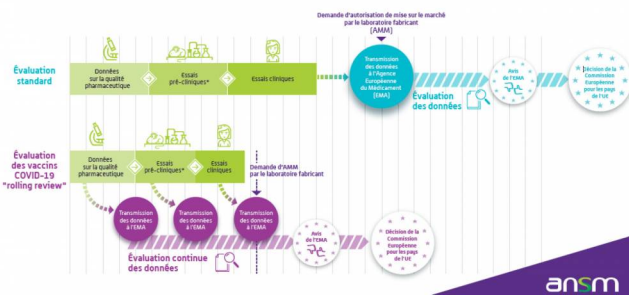 Demande d'autorisation de mise sur le marché
par le laboratoire fabricant
[AMM]
Évaluation
standard
Données
sur la qualité
pharmaceutique
Essais
pré-cliniques*
Essais cliniques
Transmission
des données
à l'Agence
Européenne
du Médicament
[EMA]
Évaluation
des données
Avis
de l'EMA
Décision de la
Commission
Européenne
pour les pays
de l'UE
Évaluation
des vaccins
COVID-19
"rolling review"
Données
sur la qualité
pharmaceutique
Essais
pré-cliniques*
Essais
cliniques
Demande d'AMM
par le laboratoire fabricant
Transmission
des données
à l'EMA
Transmission
des données
à l'EMA
Transmission
des données
à l'EMA
Évaluation continue
des données
Avis
de l'EMA
Décision de la
Commission
Européenne
pour les pays de
l'UE
ansm